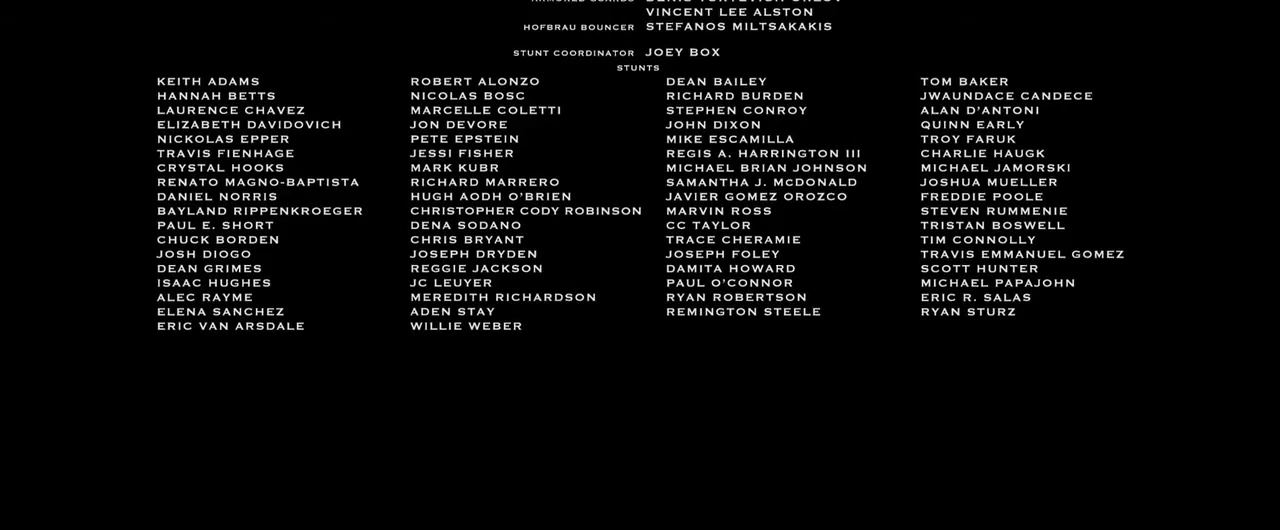 VINCENT LEE ALSTON
HOFBRAU BOUNCER STEFANOS MILTSAKAKIS
STUNT COORDINATOR JOEY BOX
STUNTS
KEITH ADAMS ROBERT ALONZO DEAN BAILEY TOM BAKER
HANNAH BETTS NICOLAS BOSC RICHARD BURDEN JWAUNDACE CANDECE
LAURENCE CHAVEZ MARCELLE COLETTI STEPHEN CONROY ALAN D'ANTONI
ELIZABETH DAVIDOVICH JON DEVORE JOHN DIXON QUINN EARLY
NICKOLAS EPPER PETE EPSTEIN MIKE ESCAMILLA TROY FARUK
TRAVIS FIENHAGE JESSI FISHER REGIS A. HARRINGTON III CHARLIE HAUGK
CRYSTAL HOOKS MARK KUBR MICHAEL BRIAN JOHNSON MICHAEL JAMORSKI
RENATO MAGNO-BAPTISTA RICHARD MARRERO SAMANTHA J. McDONALD JOSHUA MUELLER
DANIEL NORRIS HUGH AODH O'BRIEN JAVIER GOMEZ OROZCO FREDDIE POOLE
BAYLAND RIPPENKROEGER CHRISTOPHER CODY ROBINSON MARVIN ROSS STEVEN RUMMENIE
PAUL E. SHORT DENA SODANO CC TAYLOR TRISTAN BOSWELL
CHUCK BORDEN CHRIS BRYANT TRACE CHERAMIE TIM CONNOLLY
JOSH DIOGO JOSEPH DRYDEN JOSEPH FOLEY TRAVIS EMMANUEL GOMEZ
DEAN GRIMES REGGIE JACKSON DAMITA HOWARD SCOTT HUNTER
ISAAC HUGHES JC LEUYER PAUL O'CONNOR MICHAEL PAPAJOHN
ALEC RAYME MEREDITH RICHARDSON RYAN ROBERTSON ERIC R. SALAS
ELENA SANCHEZ ADEN STAY REMINGTON STEELE RYAN STURZ
ERIC VAN ARSDALE WILLIE WEBER